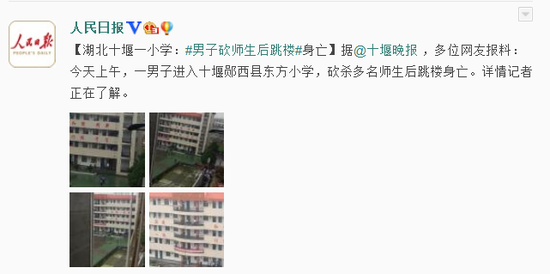 人民日报
人民日报
PEOPLE'S DAILY
【湖北十堰一小学：#男子砍师生后跳楼#身亡】据@十堰晚报 ，多位网友报料：
今天上午，一男子进入十堰郧西县东方小学，砍杀多名师生后跳楼身亡。详情记者
正在了解。